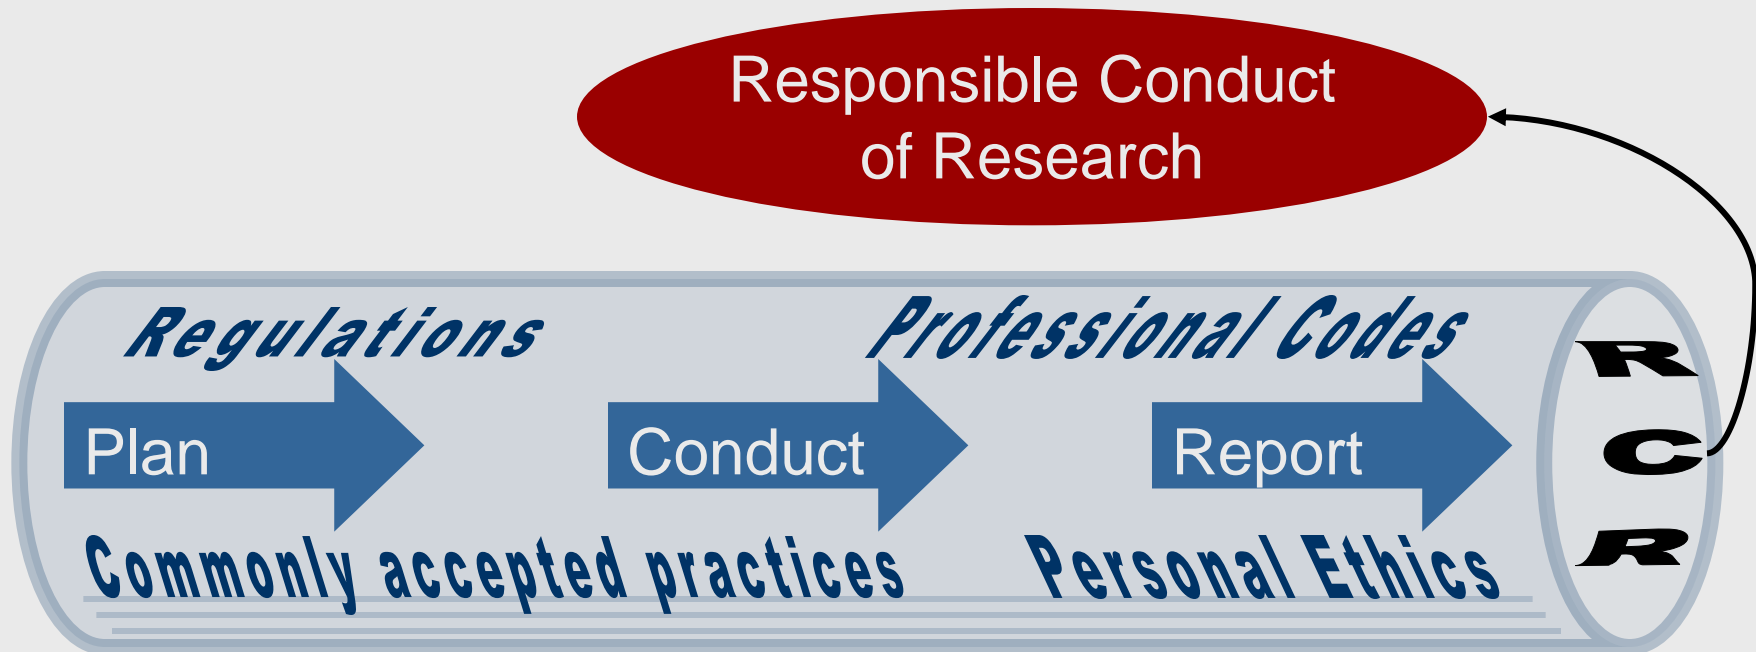 Responsible Conduct
of Research
Regulations
Professional Codes
Plan
Conduct
Report
Commonly accepted practices
Personal Ethics
R
C
R